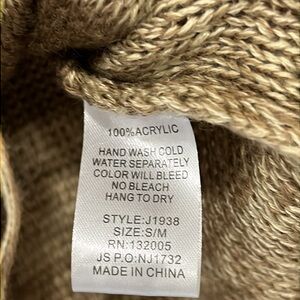 100%ACRYLIC
HAND WASH COLD
WATER SEPARATELY
COLOR WILL BLEED
NO BLEACH
HANG TO DRY
STYLE:J1938
SIZE:S/M
RN:132005
JS P.O:NJ1732
MADE IN CHINA